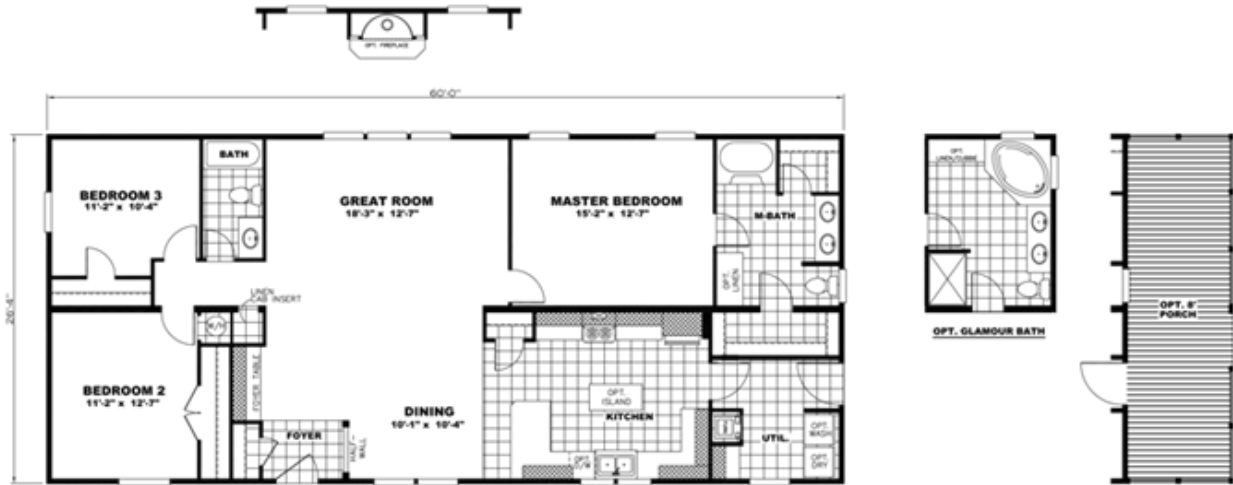 OPT. FIREPLACE
60'-0"
26'-4"
BEDROOM 3
11'-2" x 10'-4"
BATH
GREAT ROOM
18'-3" x 12'-7"
MASTER BEDROOM
15'-2" x 12'-7"
M-BATH
OPT. LINEN
LINEN
CAB INSERT
W/H
BEDROOM 2
11'-2" x 12'-7"
FOYER TABLE
FOYER
HALF-
WALL
DINING
10'-1" x 10'-4"
OPT.
ISLAND
KITCHEN
OPT.
D/W
UTIL.
OPT.
WASH
OPT.
DRY
OPT.
OPT. GLAMOUR BATH
OPT. 8'
PORCH